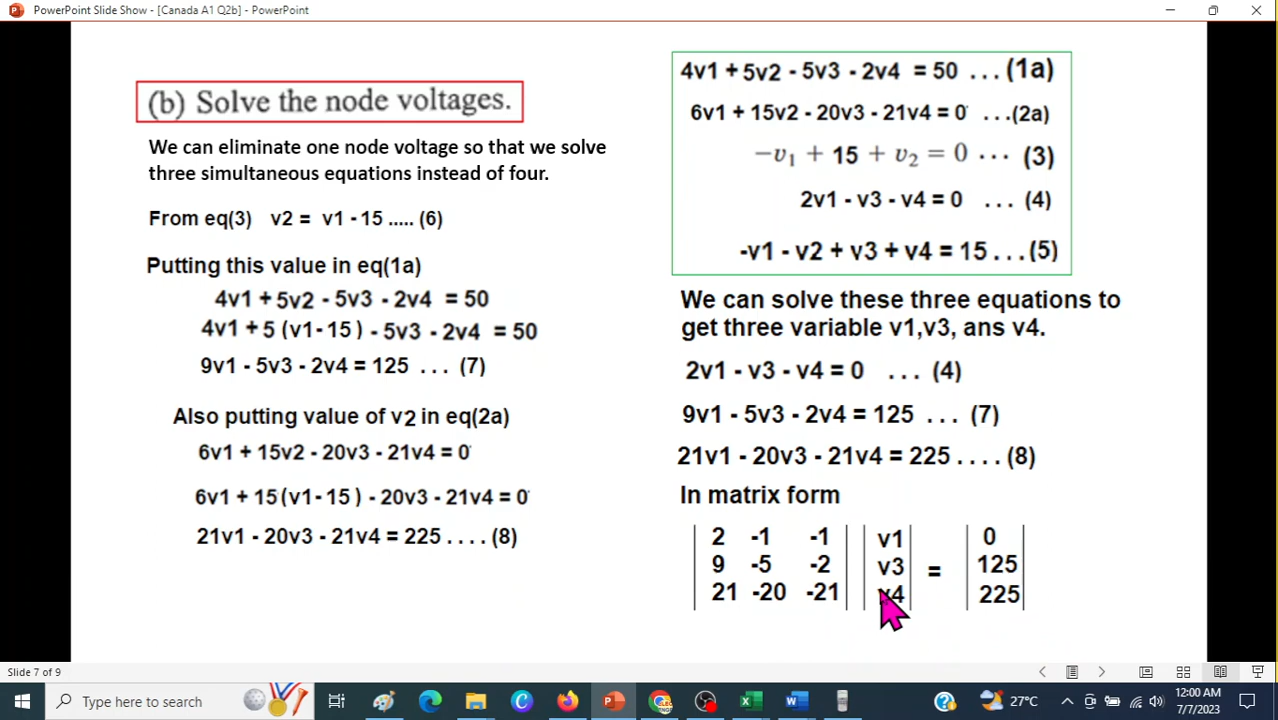 PowerPoint Slide Show - [Canada A1 Q2b] - PowerPoint
(b) Solve the node voltages.
We can eliminate one node voltage so that we solve
three simultaneous equations instead of four.
From eq(3) v2 = v1 - 15 ..... (6)
Putting this value in eq(1a)
4v1 + 5v2 - 5v3 - 2v4 = 50
4v1 + 5 (v1- 15 ) - 5v3 - 2v4 = 50
9v1 - 5v3 - 2v4 = 125 . . . (7)
Also putting value of v2 in eq(2a)
6v1 + 15v2 - 20v3 - 21v4 = 0
6v1 + 15 (v1- 15 ) - 20v3 - 21v4 = 0
21v1 - 20v3 - 21v4 = 225 . . . . (8)
4v1 + 5v2 - 5v3 - 2v4 = 50 . . . (1a)
6v1 + 15v2 - 20v3 - 21v4 = 0 . . .(2a)
−v₁ + 15 + v₂ = 0 ··· (3)
2v1 - v3 - v4 = 0 . . . (4)
-v1 - v2 + v3 + v4 = 15 . . . (5)
We can solve these three equations to
get three variable v1,v3, ans v4.
2v1 - v3 - v4 = 0 . . . (4)
9v1 - 5v3 - 2v4 = 125 . . . (7)
21v1 - 20v3 - 21v4 = 225 . . . . (8)
In matrix form
2 -1 -1 v1 0
9 -5 -2 v3 = 125
21 -20 -21 v4 225
Slide 7 of 9
Type here to search
27°C
12:00 AM
7/7/2023